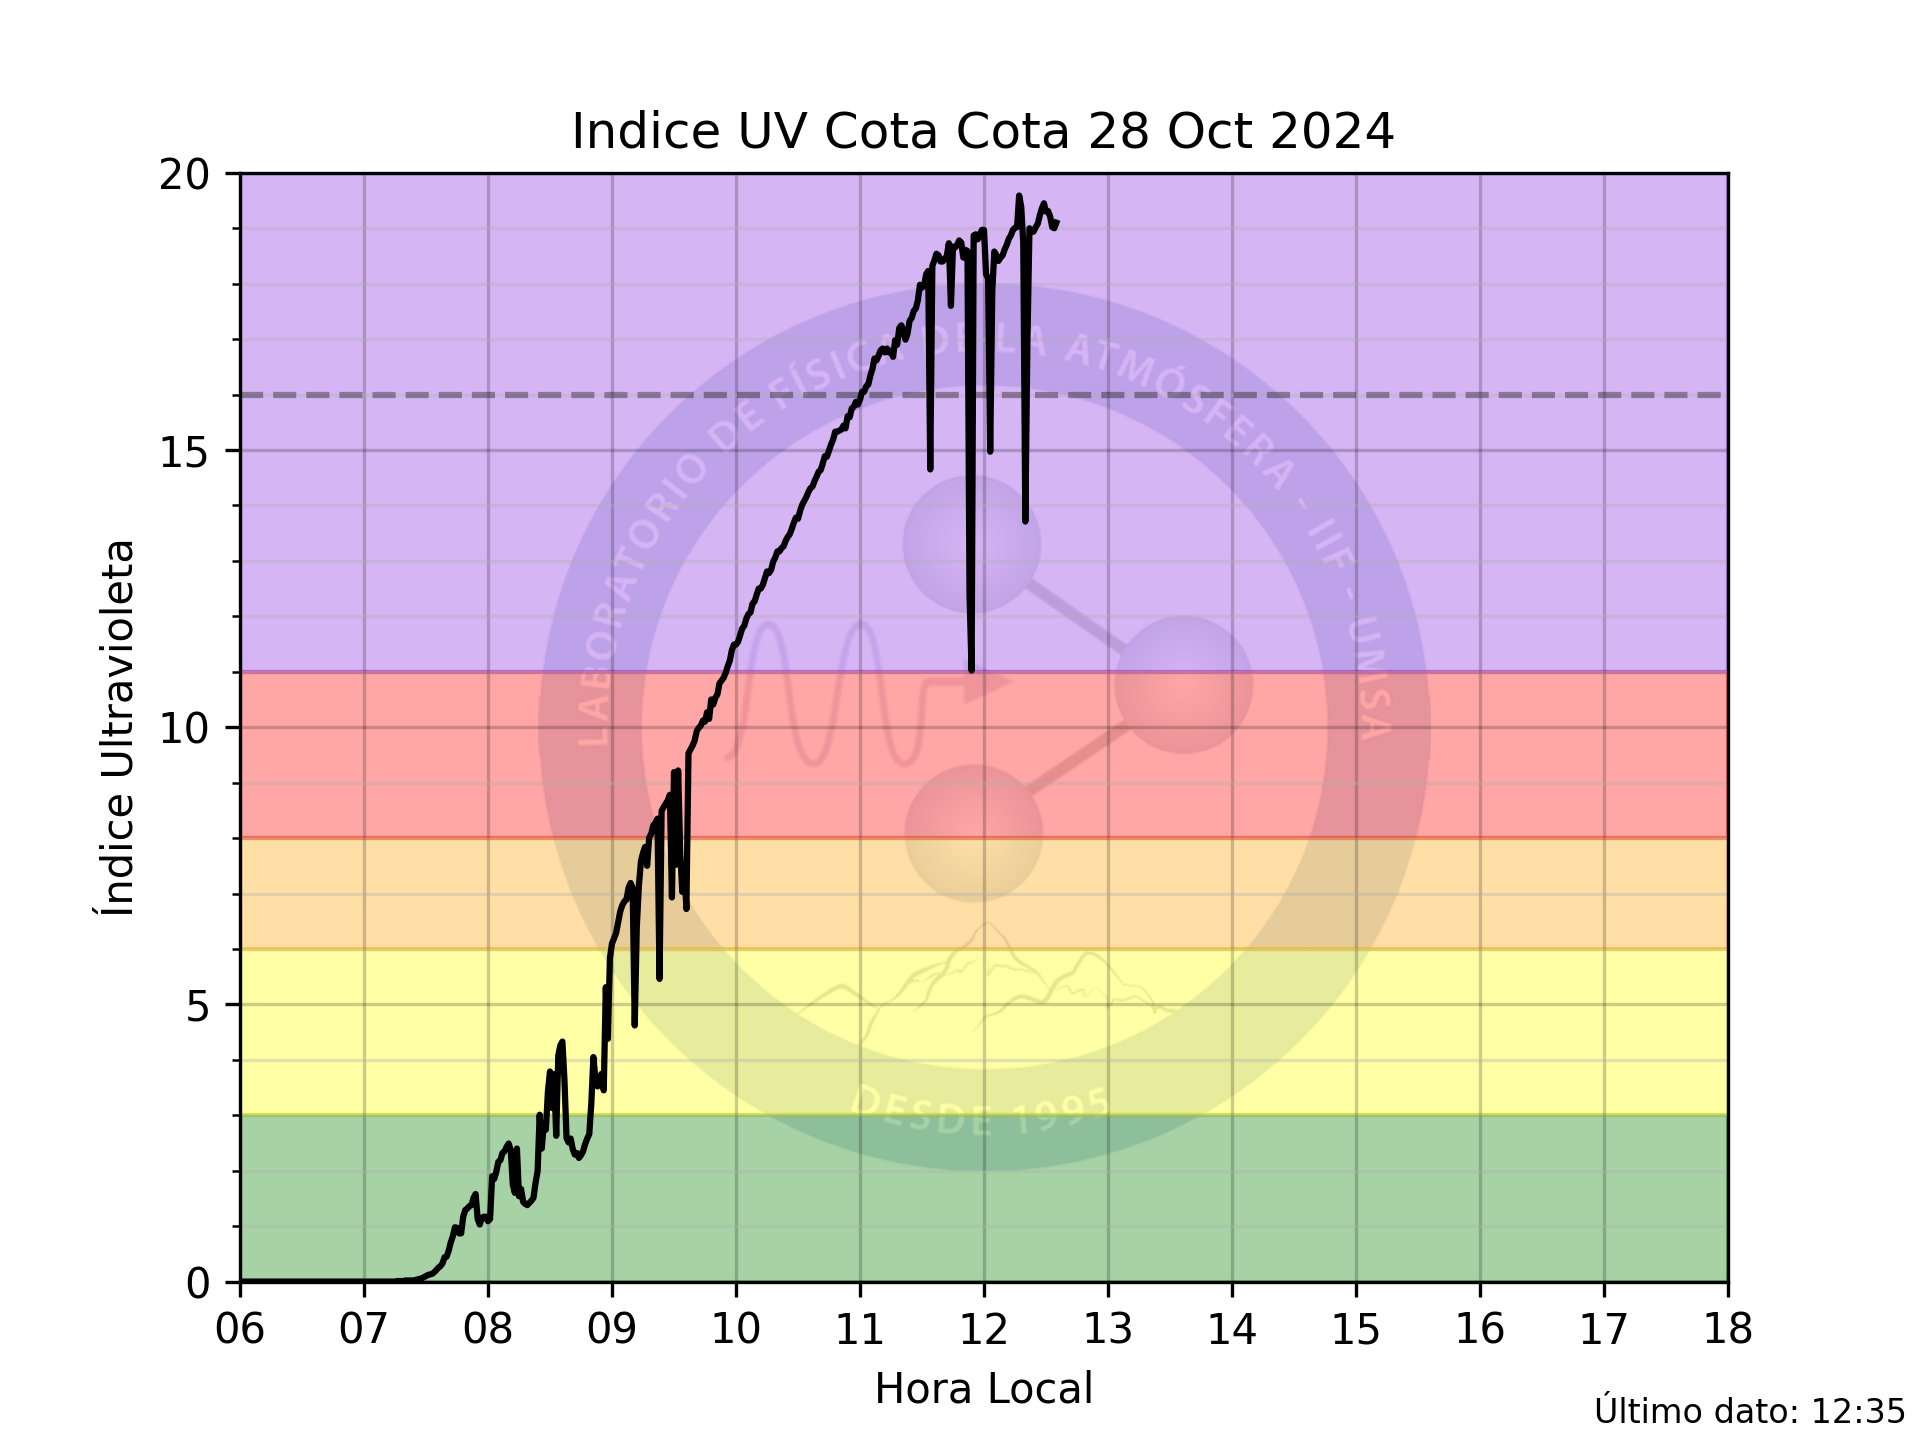 Indice UV Cota Cota 28 Oct 2024
20
15
10
5
0
Índice Ultravioleta
06 07 08 09 10 11 12 13 14 15 16 17 18
Hora Local
Último dato: 12:35
LABORATORIO DE FÍSICA DE LA ATMÓSFERA - IIF - UMSA
DESDE 1995